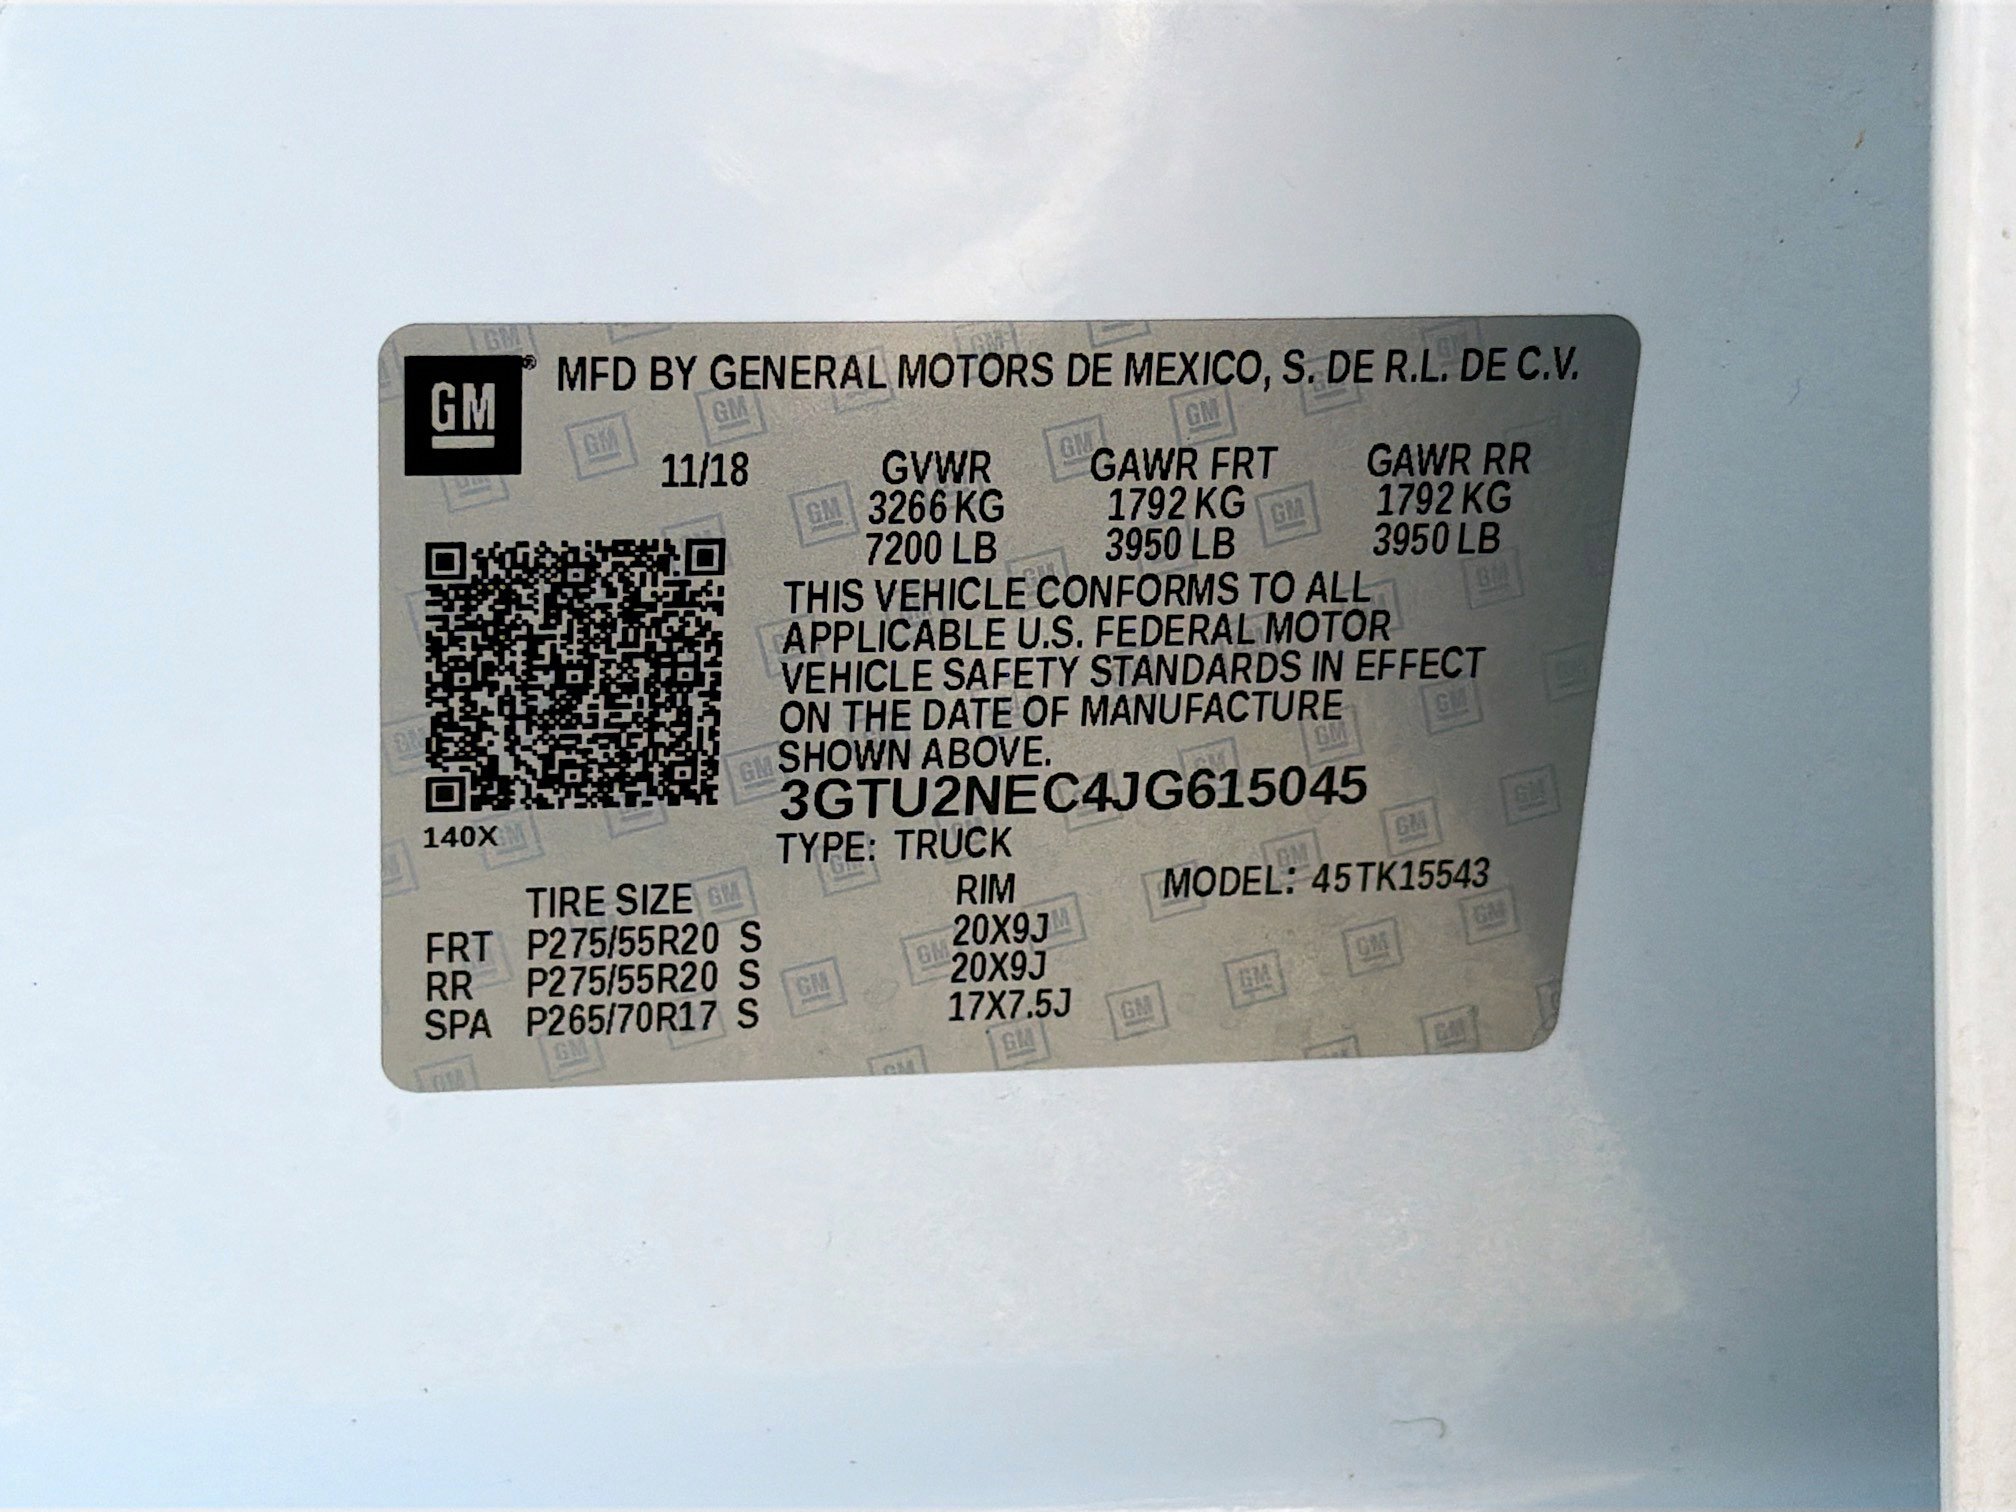 GM® MFD BY GENERAL MOTORS DE MEXICO, S. DE R.L. DE C.V.
11/18 GVWR GAWR FRT GAWR RR
3266 KG 1792 KG 1792 KG
7200 LB 3950 LB 3950 LB
THIS VEHICLE CONFORMS TO ALL
APPLICABLE U.S. FEDERAL MOTOR
VEHICLE SAFETY STANDARDS IN EFFECT
ON THE DATE OF MANUFACTURE
SHOWN ABOVE.
3GTU2NEC4JG615045
140X
TYPE: TRUCK
MODEL: 45TK15543
TIRE SIZE RIM
FRT P275/55R20 S 20X9J
RR P275/55R20 S 20X9J
SPA P265/70R17 S 17X7.5J